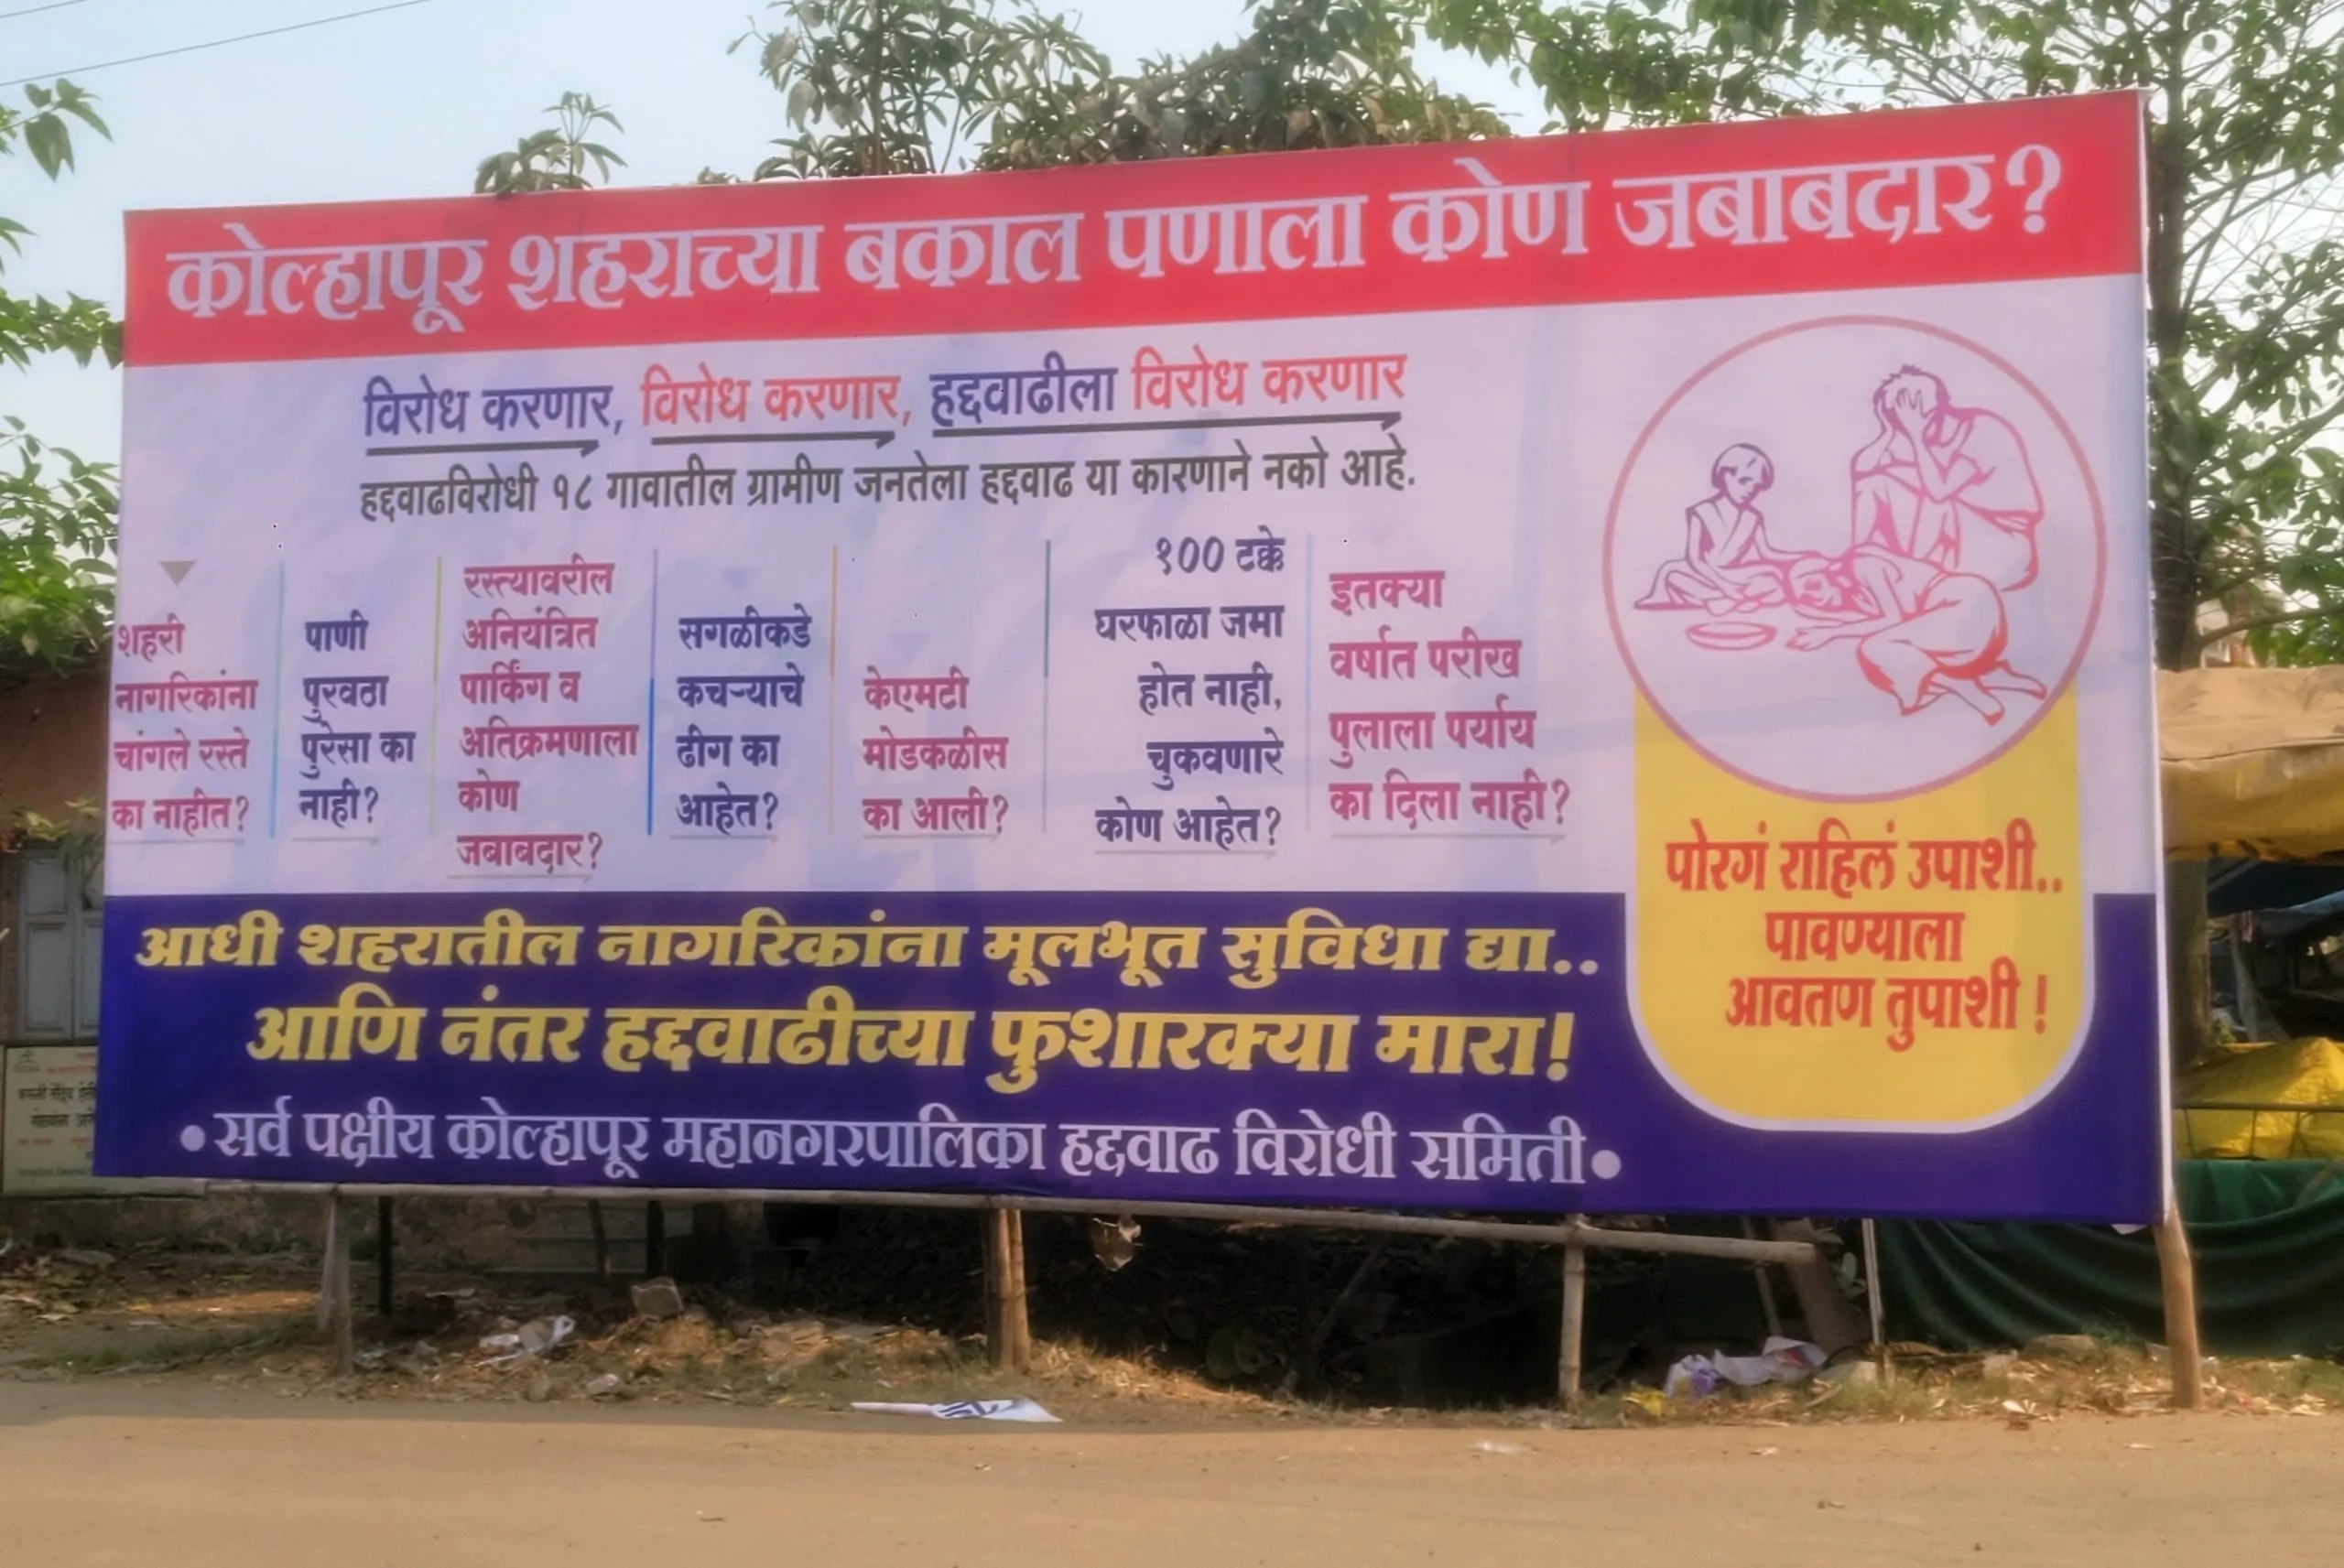 कोल्हापूर शहराच्या बकाल पणाला कोण जबाबदार?
विरोध करणार, विरोध करणार, हद्दवाढीला विरोध करणार
हद्दवाढविरोधी १८ गावातील ग्रामीण जनतेला हद्दवाढ या कारणाने नको आहे.
शहरी
नागरिकांना
चांगले रस्ते
का नाहीत?
पाणी
पुरवठा
पुरेसा का
नाही?
रस्त्यावरील
अनियंत्रित
पार्किंग व
अतिक्रमणाला
कोण
जबाबदार?
सगळीकडे
कचऱ्याचे
ढीग का
आहेत?
केएमटी
मोडकळीस
का आली?
१00 टक्के
घरफाळा जमा
होत नाही,
चुकवणारे
कोण आहेत?
इतक्या
वर्षात परीख
पुलाला पर्याय
का दिला नाही?
पोरगं राहिलं उपाशी..
पावण्याला
आवतण तुपाशी !
आधी शहरातील नागरिकांना मूलभूत सुविधा द्या..
आणि नंतर हद्दवाढीच्या फुशारक्या मारा!
• सर्व पक्षीय कोल्हापूर महानगरपालिका हद्दवाढ विरोधी समिती •